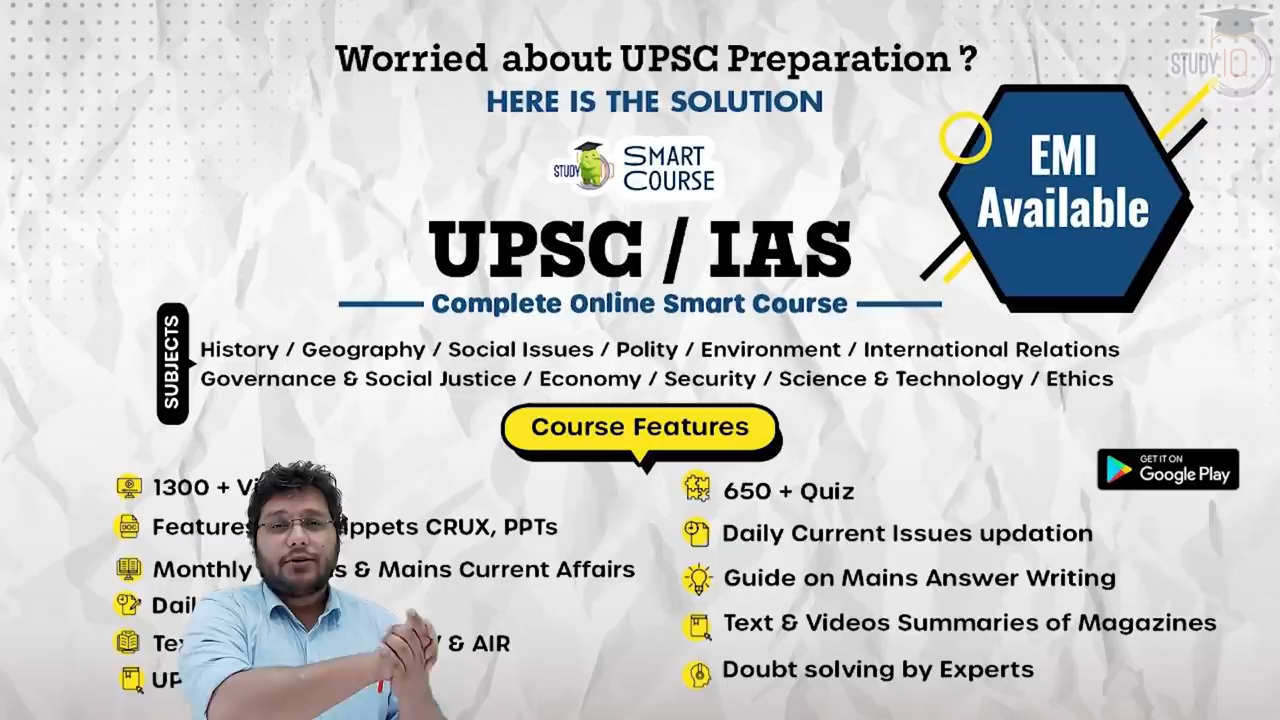 Worried about UPSC Preparation ?
HERE IS THE SOLUTION
STUDY IQ
STUDY
SMART
COURSE
EMI
Available
UPSC / IAS
Complete Online Smart Course
SUBJECTS
History / Geography / Social Issues / Polity / Environment / International Relations
Governance & Social Justice / Economy / Security / Science & Technology / Ethics
Course Features
GET IT ON
Google Play
1300 +
CRUX, PPTs
Monthly & Mains Current Affairs
& AIR
650 + Quiz
Daily Current Issues updation
Guide on Mains Answer Writing
Text & Videos Summaries of Magazines
Doubt solving by Experts